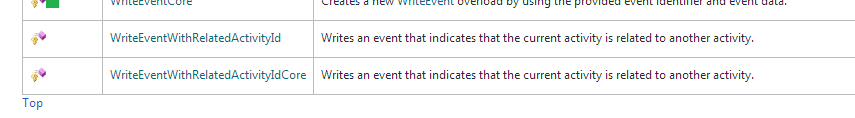 WriteEventCore Creates a new WriteEvent overload by using the provided event identifier and event data.
WriteEventWithRelatedActivityId Writes an event that indicates that the current activity is related to another activity.
WriteEventWithRelatedActivityIdCore Writes an event that indicates that the current activity is related to another activity.
Top